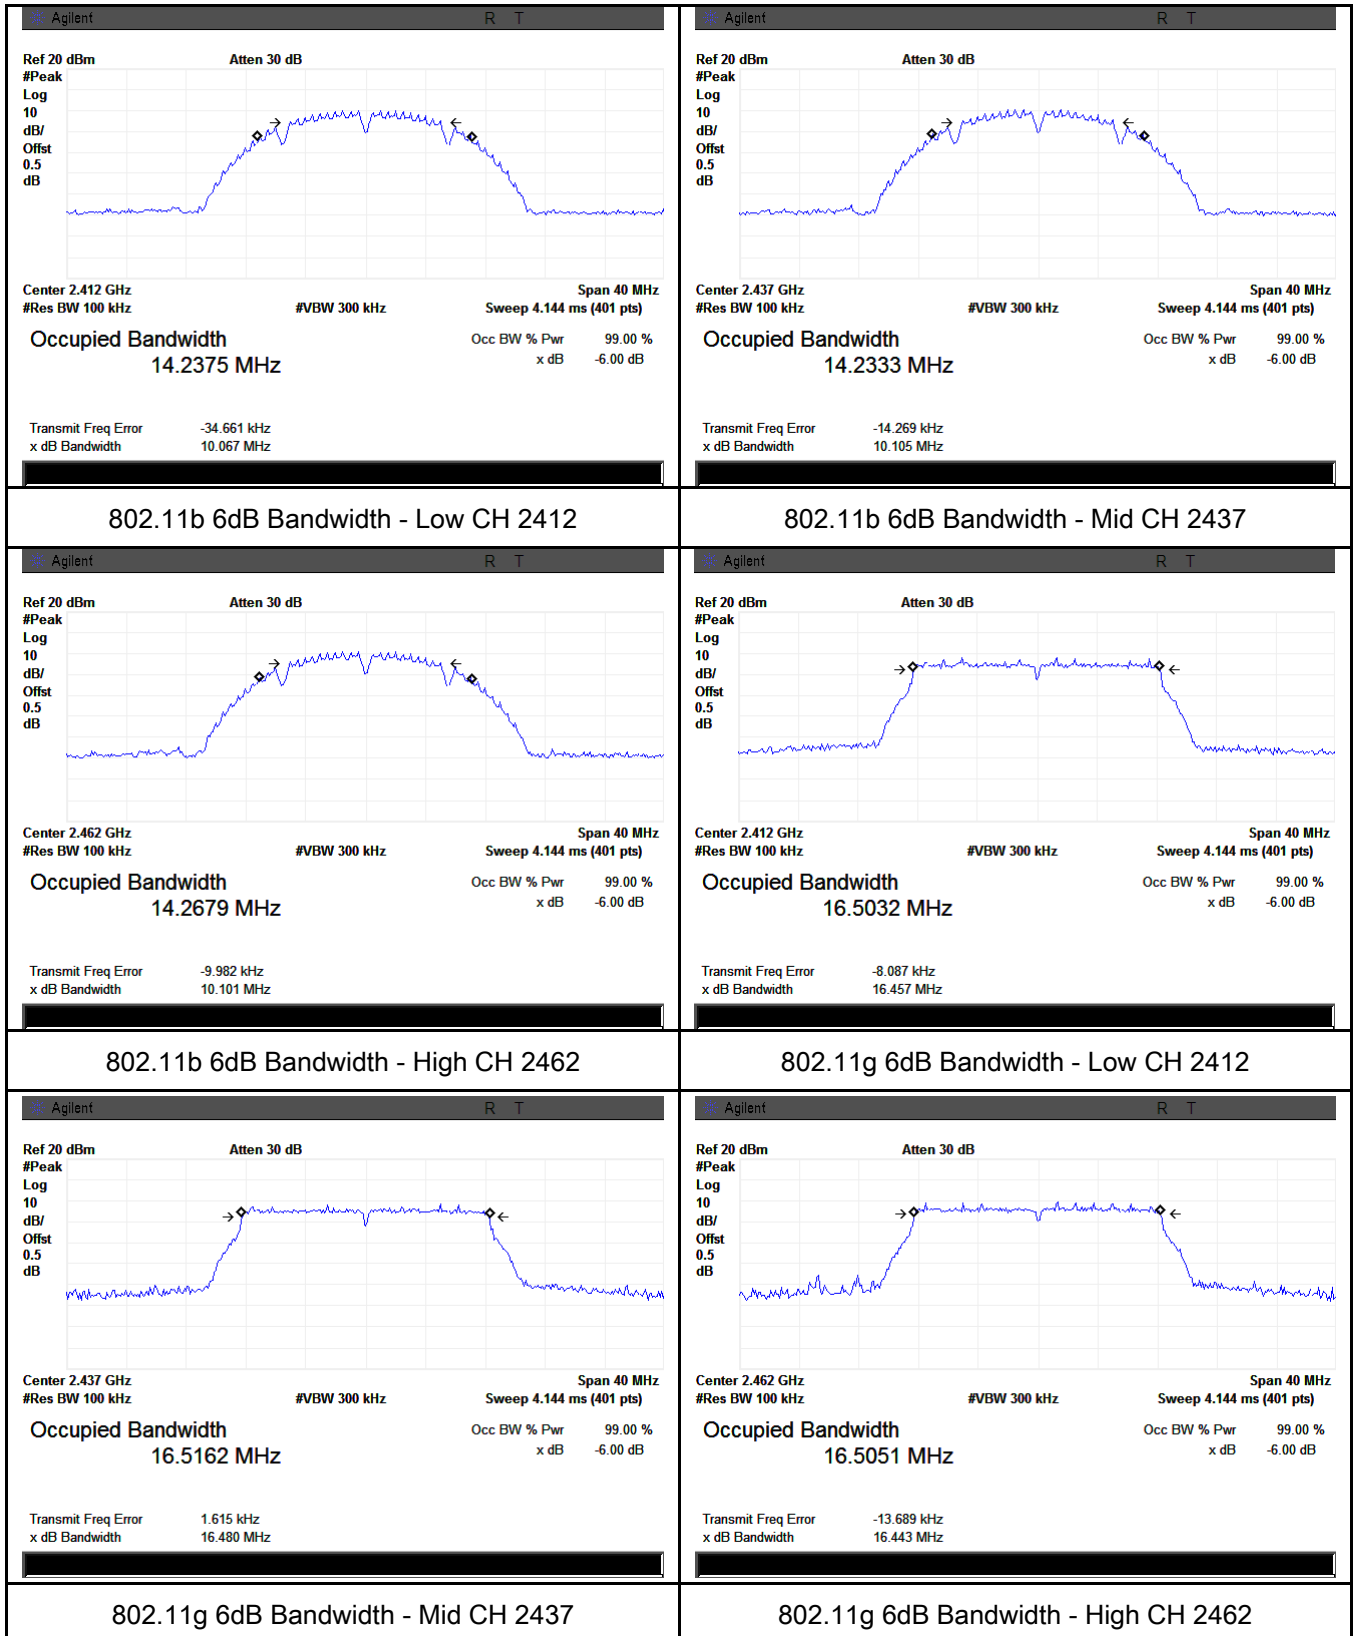 Agilent R T
Ref 20 dBm Atten 30 dB
#Peak
Log
10
dB/
Offst
0.5
dB
Center 2.412 GHz Span 40 MHz
#Res BW 100 kHz #VBW 300 kHz Sweep 4.144 ms (401 pts)
Occupied Bandwidth Occ BW % Pwr 99.00 %
14.2375 MHz x dB -6.00 dB
Transmit Freq Error -34.661 kHz
x dB Bandwidth 10.067 MHz
802.11b 6dB Bandwidth - Low CH 2412
Agilent R T
Ref 20 dBm Atten 30 dB
#Peak
Log
10
dB/
Offst
0.5
dB
Center 2.437 GHz Span 40 MHz
#Res BW 100 kHz #VBW 300 kHz Sweep 4.144 ms (401 pts)
Occupied Bandwidth Occ BW % Pwr 99.00 %
14.2333 MHz x dB -6.00 dB
Transmit Freq Error -14.269 kHz
x dB Bandwidth 10.105 MHz
802.11b 6dB Bandwidth - Mid CH 2437
Agilent R T
Ref 20 dBm Atten 30 dB
#Peak
Log
10
dB/
Offst
0.5
dB
Center 2.462 GHz Span 40 MHz
#Res BW 100 kHz #VBW 300 kHz Sweep 4.144 ms (401 pts)
Occupied Bandwidth Occ BW % Pwr 99.00 %
14.2679 MHz x dB -6.00 dB
Transmit Freq Error -9.982 kHz
x dB Bandwidth 10.101 MHz
802.11b 6dB Bandwidth - High CH 2462
Agilent R T
Ref 20 dBm Atten 30 dB
#Peak
Log
10
dB/
Offst
0.5
dB
Center 2.412 GHz Span 40 MHz
#Res BW 100 kHz #VBW 300 kHz Sweep 4.144 ms (401 pts)
Occupied Bandwidth Occ BW % Pwr 99.00 %
16.5032 MHz x dB -6.00 dB
Transmit Freq Error -8.087 kHz
x dB Bandwidth 16.457 MHz
802.11g 6dB Bandwidth - Low CH 2412
Agilent R T
Ref 20 dBm Atten 30 dB
#Peak
Log
10
dB/
Offst
0.5
dB
Center 2.437 GHz Span 40 MHz
#Res BW 100 kHz #VBW 300 kHz Sweep 4.144 ms (401 pts)
Occupied Bandwidth Occ BW % Pwr 99.00 %
16.5162 MHz x dB -6.00 dB
Transmit Freq Error 1.615 kHz
x dB Bandwidth 16.480 MHz
802.11g 6dB Bandwidth - Mid CH 2437
Agilent R T
Ref 20 dBm Atten 30 dB
#Peak
Log
10
dB/
Offst
0.5
dB
Center 2.462 GHz Span 40 MHz
#Res BW 100 kHz #VBW 300 kHz Sweep 4.144 ms (401 pts)
Occupied Bandwidth Occ BW % Pwr 99.00 %
16.5051 MHz x dB -6.00 dB
Transmit Freq Error -13.689 kHz
x dB Bandwidth 16.443 MHz
802.11g 6dB Bandwidth - High CH 2462